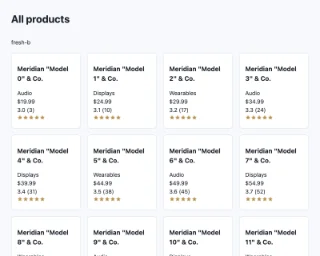 All products
fresh-b
Meridian "Model 0" & Co.
Audio
$19.99
3.0 (3)
★★★★★
Meridian "Model 1" & Co.
Displays
$24.99
3.1 (10)
★★★★★
Meridian "Model 2" & Co.
Wearables
$29.99
3.2 (17)
★★★★★
Meridian "Model 3" & Co.
Audio
$34.99
3.3 (24)
★★★★★
Meridian "Model 4" & Co.
Displays
$39.99
3.4 (31)
★★★★★
Meridian "Model 5" & Co.
Wearables
$44.99
3.5 (38)
★★★★★
Meridian "Model 6" & Co.
Audio
$49.99
3.6 (45)
★★★★★
Meridian "Model 7" & Co.
Displays
$54.99
3.7 (52)
★★★★★
Meridian "Model 8" & Co.
Meridian "Model 9" & Co.
Meridian "Model 10" & Co.
Meridian "Model 11" & Co.